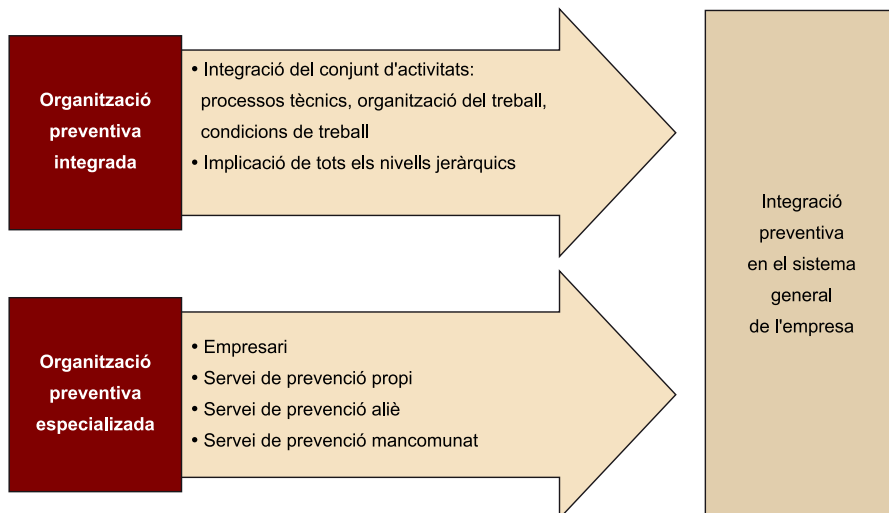 Organització
preventiva
integrada
• Integració del conjunt d'activitats:
processos tècnics, organització del treball,
condicions de treball
• Implicació de tots els nivells jeràrquics
Organització
preventiva
especializada
• Empresari
• Servei de prevenció propi
• Servei de prevenció aliè
• Servei de prevenció mancomunat
Integració
preventiva
en el sistema
general
de l'empresa